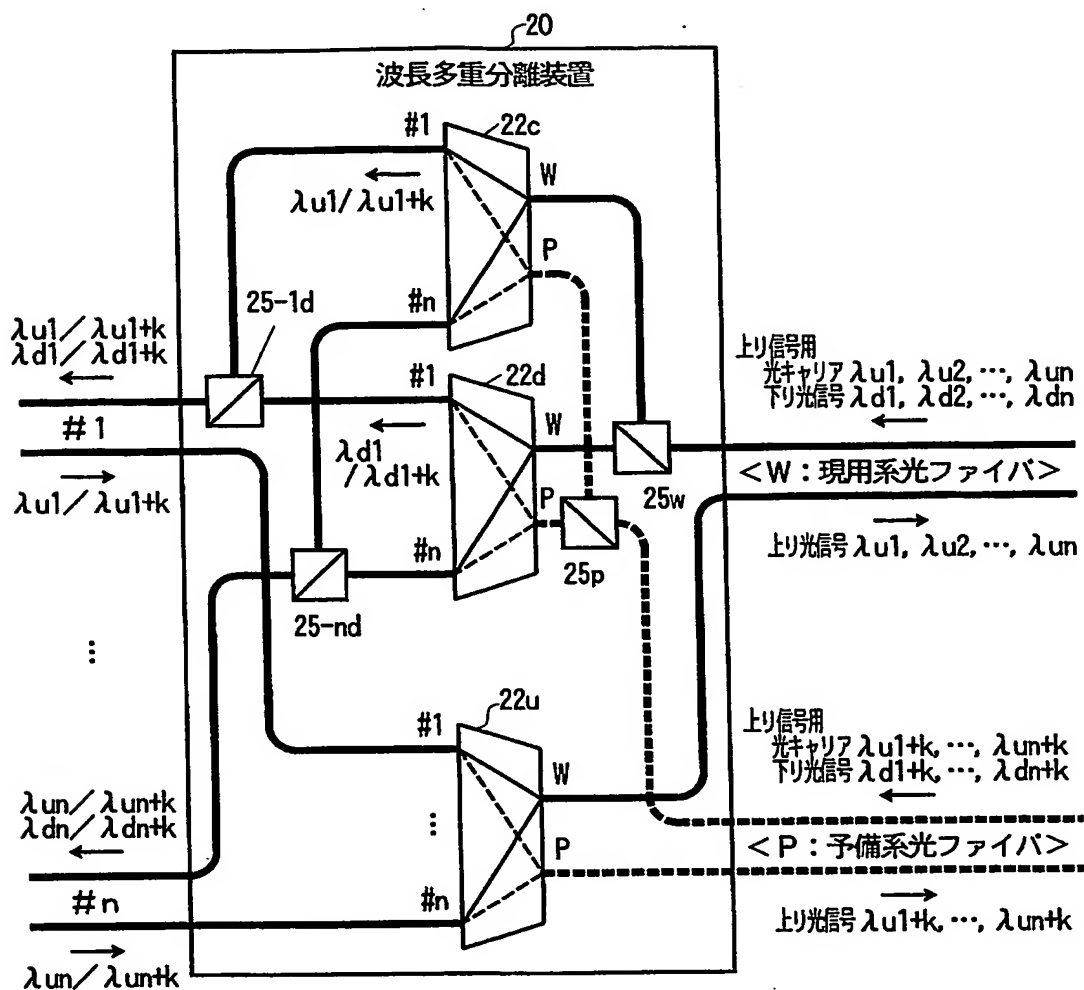 20
波長多重分離装置
#1
22c
W
λu1/λu1+k
P
#n
25-1d
λu1/λu1+k
λd1/λd1+k
#1
λu1/λu1+k
#1
22d
W
λd1
/λd1+k
P
#n
25w
25p
25-nd
上り信号用
光キャリア λu1, λu2, …, λun
下り光信号 λd1, λd2, …, λdn
<W:現用系光ファイバ>
上り光信号 λu1, λu2, …, λun
⋮
22u
#1
W
⋮
P
#n
上り信号用
光キャリア λu1+k, …, λun+k
下り光信号 λd1+k, …, λdn+k
<P:予備系光ファイバ>
上り光信号 λu1+k, …, λun+k
λun/λun+k
λdn/λdn+k
#n
λun/λun+k